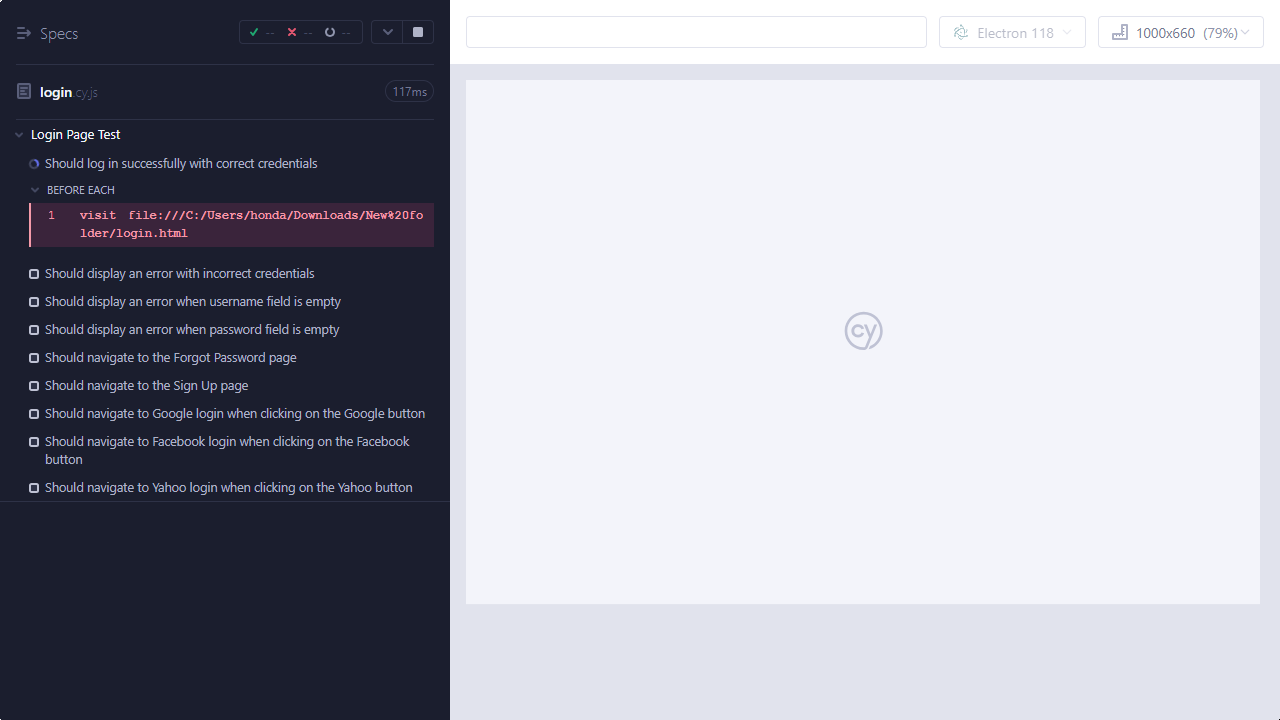 Specs
-- -- --
login.cy.js
117ms
Login Page Test
Should log in successfully with correct credentials
BEFORE EACH
1 visit file:///C:/Users/honda/Downloads/New%20fo
lder/login.html
Should display an error with incorrect credentials
Should display an error when username field is empty
Should display an error when password field is empty
Should navigate to the Forgot Password page
Should navigate to the Sign Up page
Should navigate to Google login when clicking on the Google button
Should navigate to Facebook login when clicking on the Facebook
button
Should navigate to Yahoo login when clicking on the Yahoo button
Electron 118
1000x660 (79%)
cy